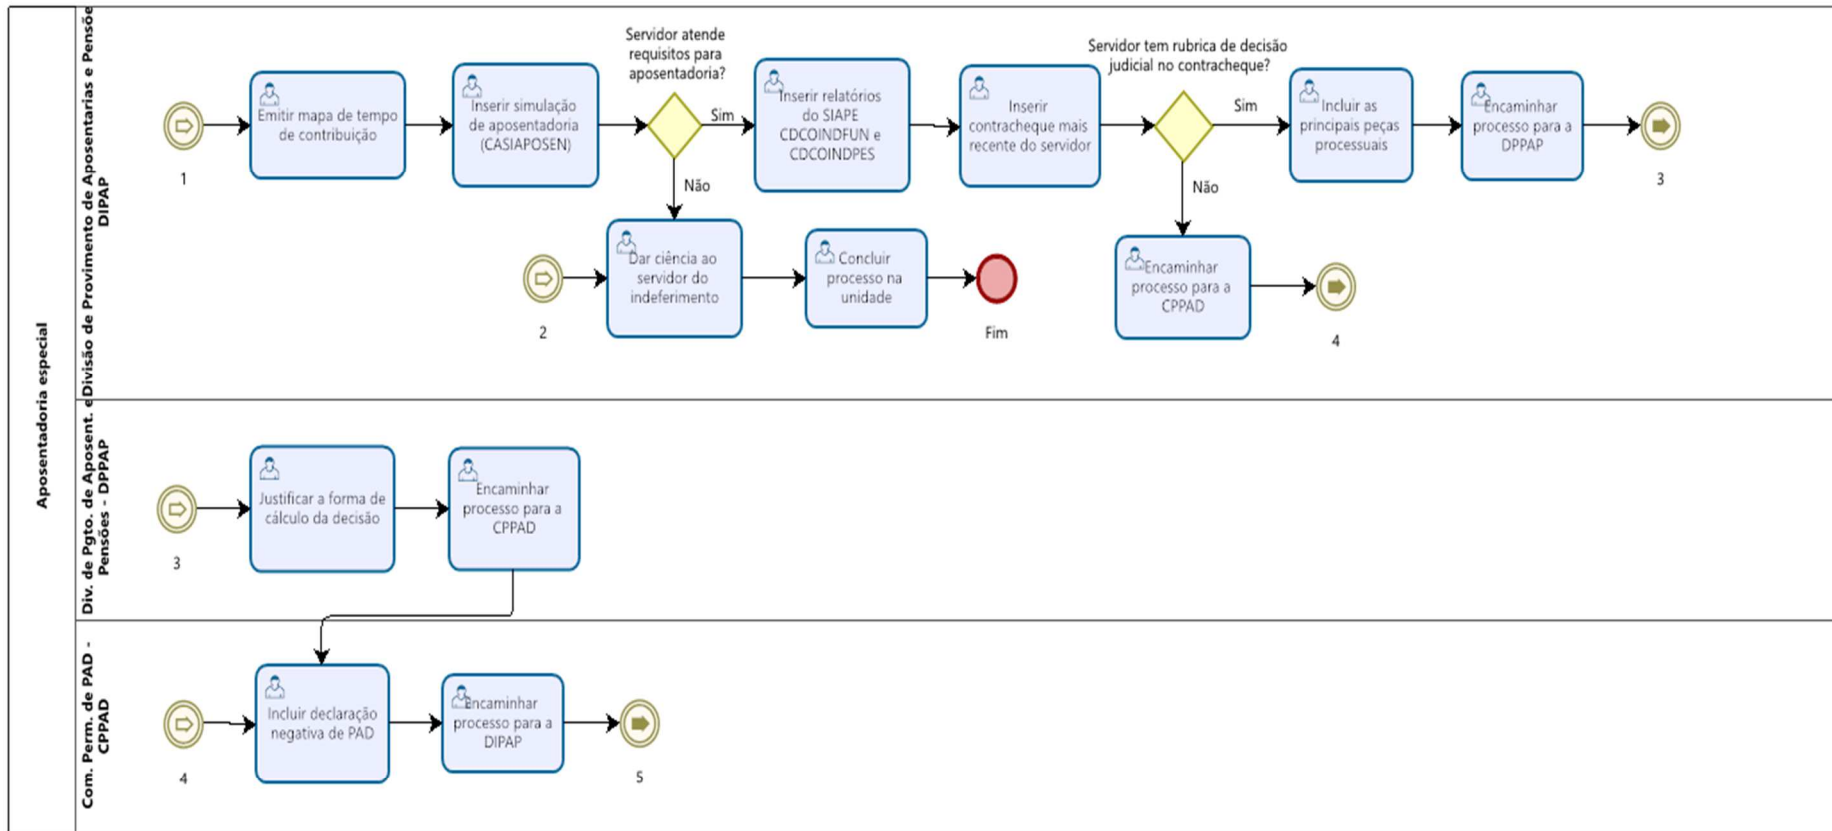 Aposentadoria especial
Divisão de Provimento de Aposentarias e Pensõe
DIPAP
Servidor atende
requisitos para
aposentadoria?
Servidor tem rubrica de decisão
judicial no contracheque?
1
Emitir mapa de tempo
de contribuição
Inserir simulação
de aposentadoria
(CASIAPOSEN)
Sim
Não
Inserir relatórios
do SIAPE
CDCOINDFUN e
CDCOINDPES
Inserir
contracheque mais
recente do servidor
Sim
Não
Incluir as
principais peças
processuais
Encaminhar
processo para a
DPPAP
3
2
Dar ciência ao
servidor do
indeferimento
Concluir
processo na
unidade
Fim
Encaminhar
processo para a
CPPAD
4
Div. de Pgto. de Aposent. e
Pensões - DPPAP
3
Justificar a forma de
cálculo da decisão
Encaminhar
processo para a
CPPAD
Com. Perm. de PAD -
CPPAD
4
Incluir declaração
negativa de PAD
Encaminhar
processo para a
DIPAP
5